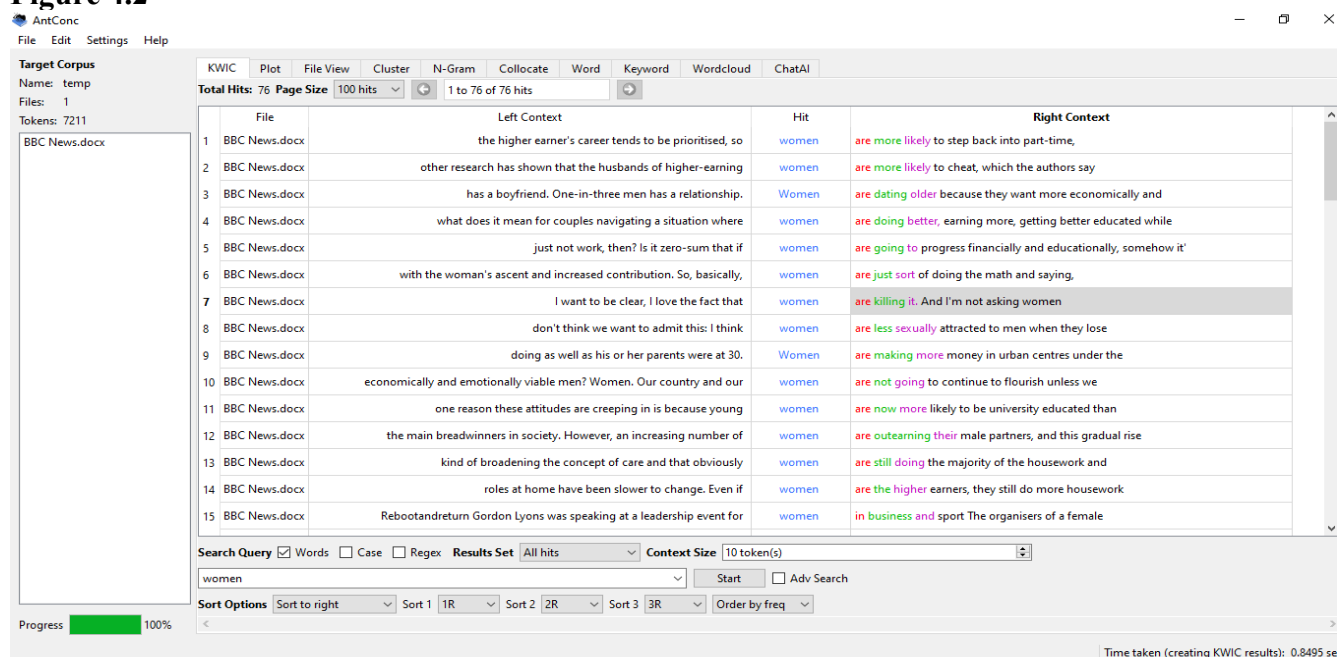 Figure 4.2
AntConc
File Edit Settings Help
Target Corpus
Name: temp
Files: 1
Tokens: 7211
BBC News.docx
Progress 100%
KWIC Plot File View Cluster N-Gram Collocate Word Keyword Wordcloud ChatAI
Total Hits: 76 Page Size 100 hits 1 to 76 of 76 hits
File Left Context Hit Right Context
1 BBC News.docx the higher earner's career tends to be prioritised, so women are more likely to step back into part-time,
2 BBC News.docx other research has shown that the husbands of higher-earning women are more likely to cheat, which the authors say
3 BBC News.docx has a boyfriend. One-in-three men has a relationship. Women are dating older because they want more economically and
4 BBC News.docx what does it mean for couples navigating a situation where women are doing better, earning more, getting better educated while
5 BBC News.docx just not work, then? Is it zero-sum that if women are going to progress financially and educationally, somehow it'
6 BBC News.docx with the woman's ascent and increased contribution. So, basically, women are just sort of doing the math and saying,
7 BBC News.docx I want to be clear, I love the fact that women are killing it. And I'm not asking women
8 BBC News.docx don't think we want to admit this: I think women are less sexually attracted to men when they lose
9 BBC News.docx doing as well as his or her parents were at 30. Women are making more money in urban centres under the
10 BBC News.docx economically and emotionally viable men? Women. Our country and our women are not going to continue to flourish unless we
11 BBC News.docx one reason these attitudes are creeping in is because young women are now more likely to be university educated than
12 BBC News.docx the main breadwinners in society. However, an increasing number of women are outearning their male partners, and this gradual rise
13 BBC News.docx kind of broadening the concept of care and that obviously women are still doing the majority of the housework and
14 BBC News.docx roles at home have been slower to change. Even if women are the higher earners, they still do more housework
15 BBC News.docx Rebootandreturn Gordon Lyons was speaking at a leadership event for women in business and sport The organisers of a female
Search Query Words Case Regex Results Set All hits Context Size 10 token(s)
women Start Adv Search
Sort Options Sort to right Sort 1 1R Sort 2 2R Sort 3 3R Order by freq
Time taken (creating KWIC results): 0.8495 se